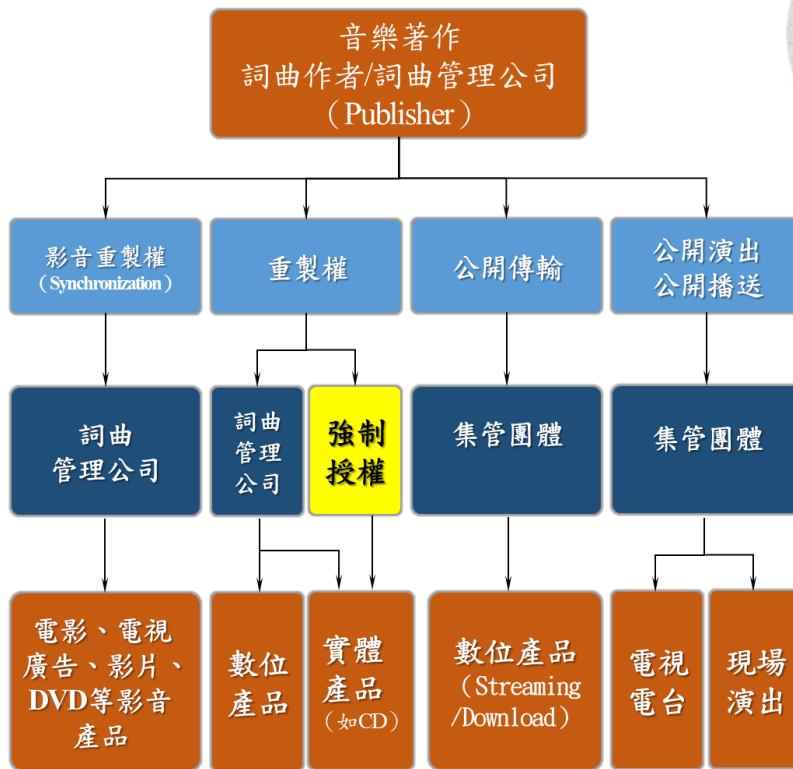 音樂著作
詞曲作者/詞曲管理公司
（Publisher）
影音重製權
（Synchronization）
重製權
公開傳輸
公開演出
公開播送
詞曲
管理公司
詞曲
管理
公司
強制
授權
集管團體
集管團體
電影、電視
廣告、影片、
DVD等影音
產品
數位
產品
實體
產品
（如CD）
數位產品
（Streaming
/Download）
電視
電台
現場
演出